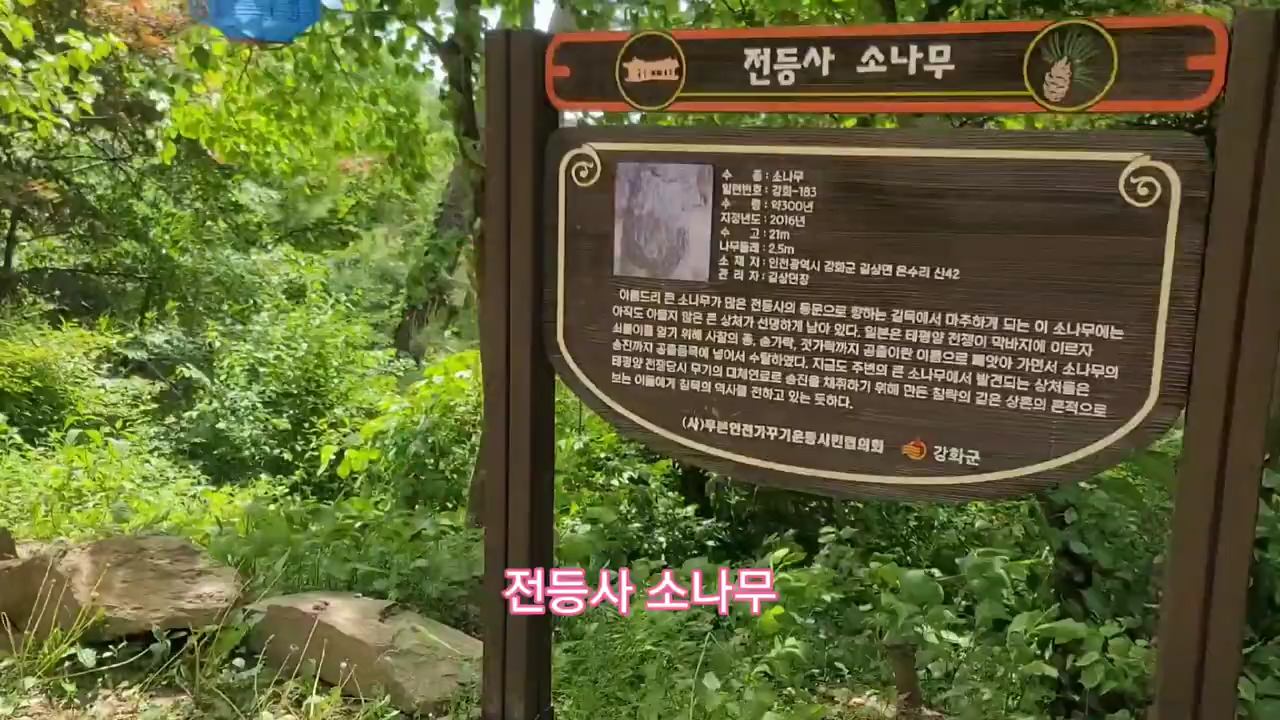 전등사 소나무
수 종 : 소나무
일련번호 : 강화-183
수 령 : 약300년
지정년도 : 2016년
수 고 : 21m
나무둘레 : 2.5m
소 재 지 : 인천광역시 강화군 길상면 온수리 산42
관 리 자 : 길상면장
아름드리 큰 소나무가 많은 전등사의 동문으로 향하는 길목에서 마주하게 되는 이 소나무에는
아직도 아물지 않은 큰 상처가 선명하게 남아 있다. 일본은 태평양 전쟁이 막바지에 이르자
쇠붙이를 얻기 위해 사찰의 종, 숟가락, 젓가락까지 공출이란 이름으로 빼앗아 가면서 소나무의
송진까지 공출품목에 넣어서 수탈하였다. 지금도 주변의 큰 소나무에서 발견되는 상처들은
태평양 전쟁당시 무기의 대체연료로 송진을 채취하기 위해 만든 침략의 깊은 상흔의 흔적으로
보는 이들에게 침묵의 역사를 전하고 있는 듯하다.
(사)푸른인천가꾸기운동시민협의회 강화군
전등사 소나무